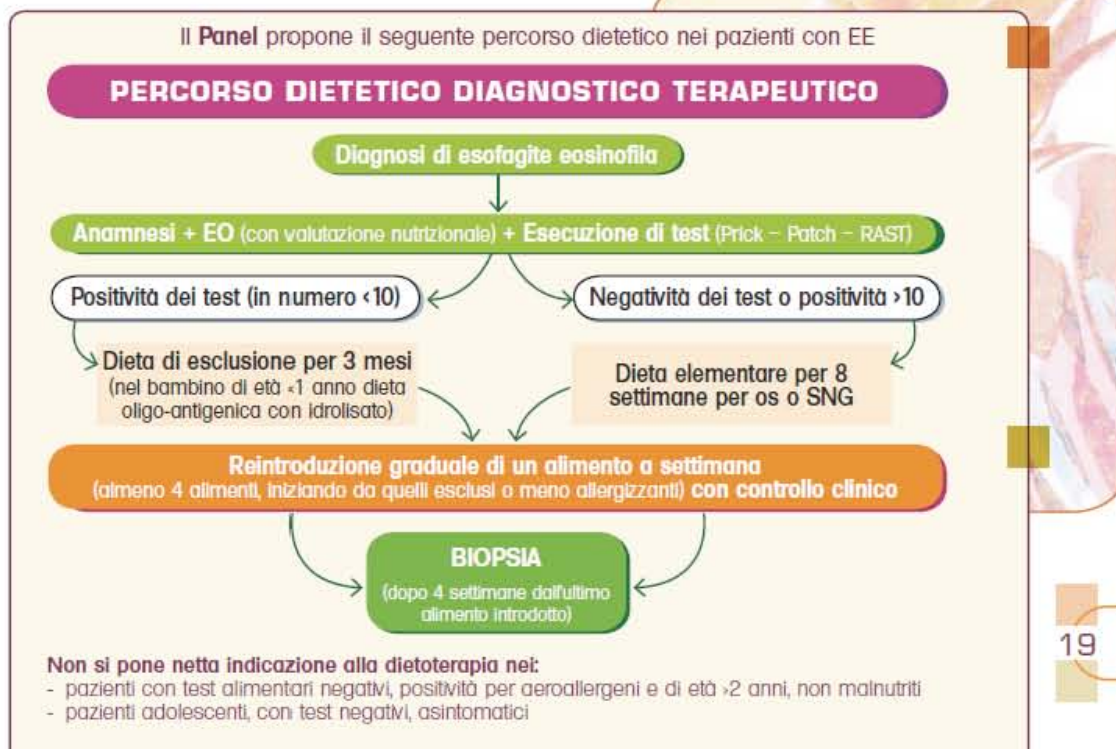 Il Panel propone il seguente percorso dietetico nei pazienti con EE
PERCORSO DIETETICO DIAGNOSTICO TERAPEUTICO
Diagnosi di esofagite eosinofila
Anamnesi + EO (con valutazione nutrizionale) + Esecuzione di test (Prick – Patch – RAST)
Positività dei test (in numero <10)
Negatività dei test o positività >10
Dieta di esclusione per 3 mesi
(nel bambino di età <1 anno dieta
oligo-antigenica con idrolisato)
Dieta elementare per 8
settimane per os o SNG
Reintroduzione graduale di un alimento a settimana
(almeno 4 alimenti, iniziando da quelli esclusi o meno allergizzanti) con controllo clinico
BIOPSIA
(dopo 4 settimane dall'ultimo
alimento introdotto)
Non si pone netta indicazione alla dietoterapia nei:
- pazienti con test alimentari negativi, positività per aeroallergeni e di età >2 anni, non malnutriti
- pazienti adolescenti, con test negativi, asintomatici
19